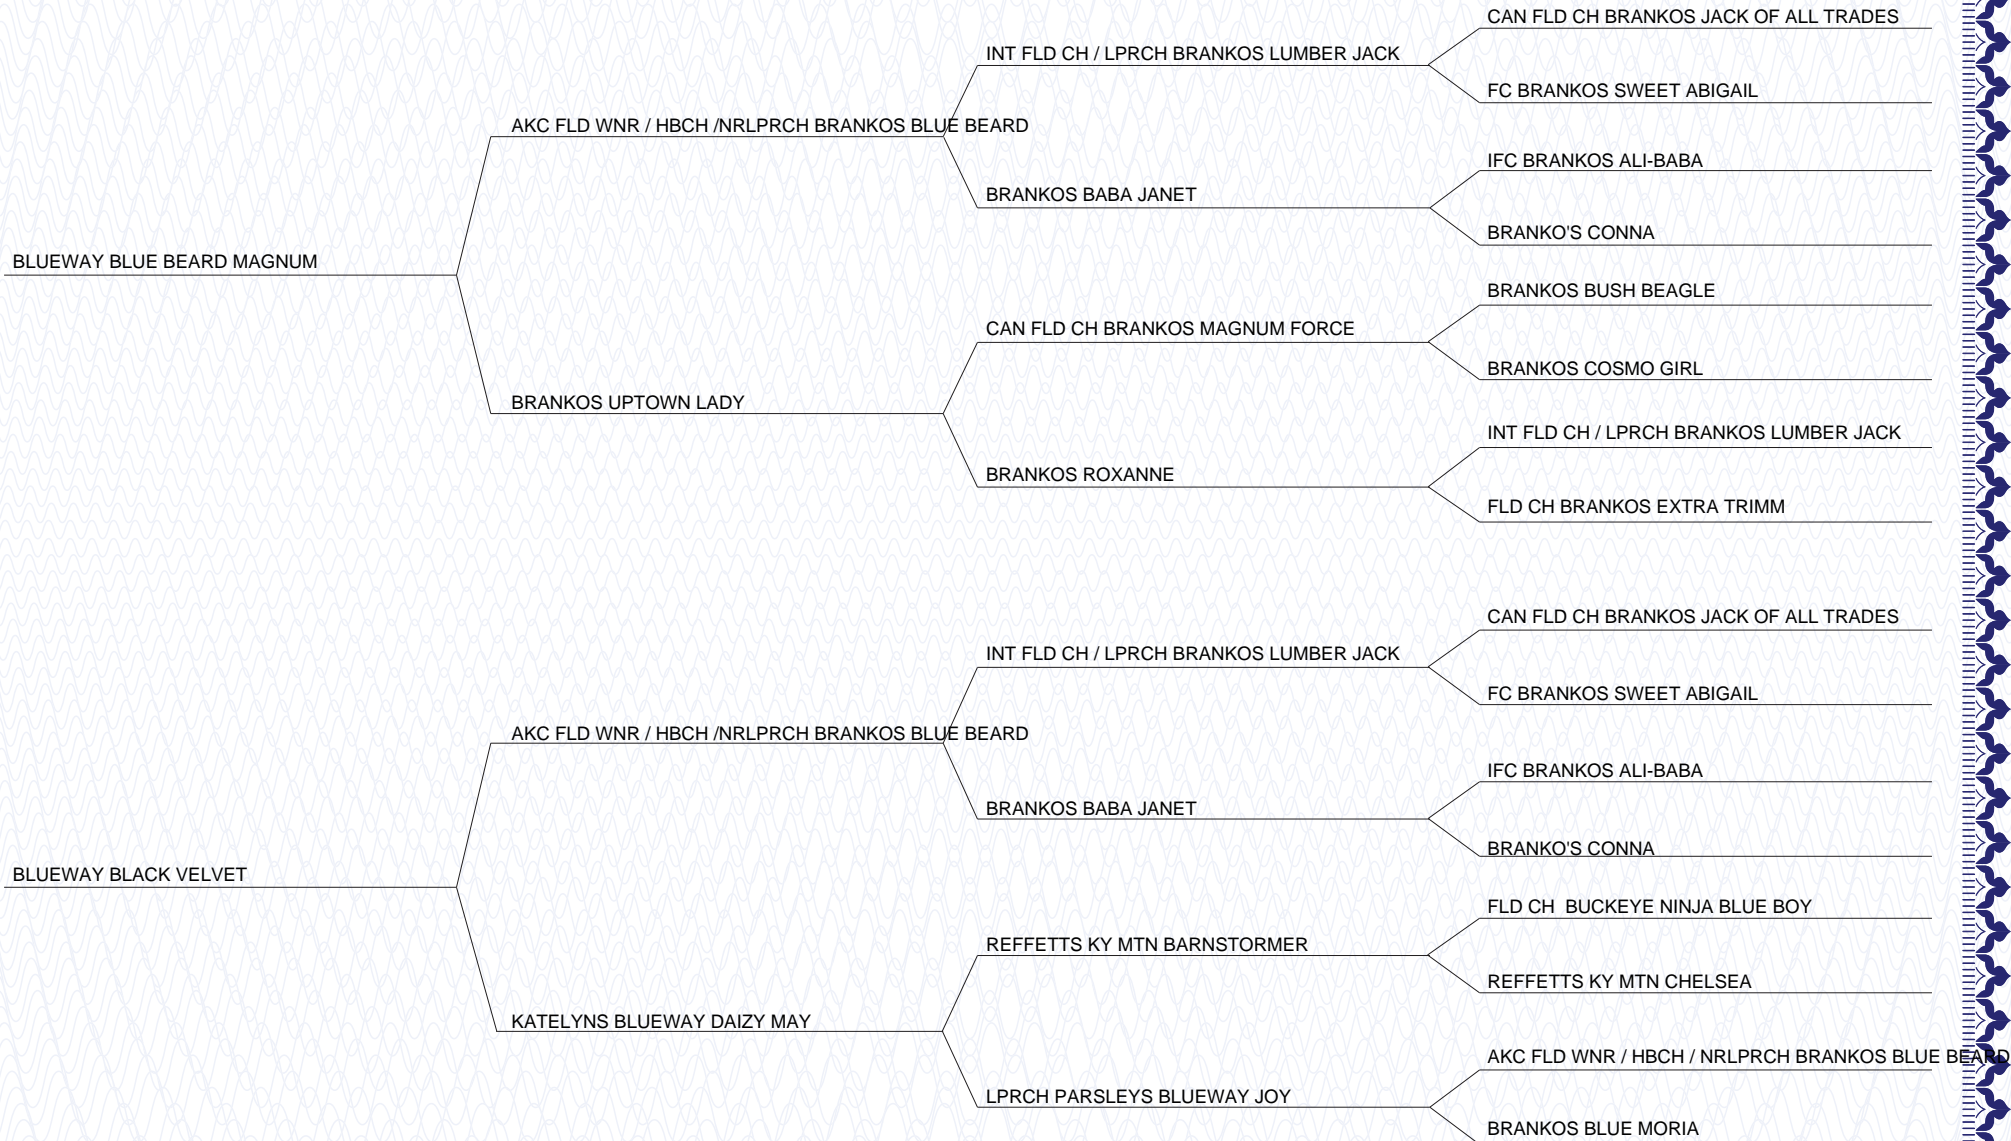 CAN FLD CH BRANKOS JACK OF ALL TRADES
INT FLD CH / LPRCH BRANKOS LUMBER JACK
FC BRANKOS SWEET ABIGAIL
AKC FLD WNR / HBCH /NRLPRCH BRANKOS BLUE BEARD
IFC BRANKOS ALI-BABA
BRANKOS BABA JANET
BRANKO'S CONNA
BLUEWAY BLUE BEARD MAGNUM
BRANKOS BUSH BEAGLE
CAN FLD CH BRANKOS MAGNUM FORCE
BRANKOS COSMO GIRL
BRANKOS UPTOWN LADY
INT FLD CH / LPRCH BRANKOS LUMBER JACK
BRANKOS ROXANNE
FLD CH BRANKOS EXTRA TRIMM
CAN FLD CH BRANKOS JACK OF ALL TRADES
INT FLD CH / LPRCH BRANKOS LUMBER JACK
FC BRANKOS SWEET ABIGAIL
AKC FLD WNR / HBCH /NRLPRCH BRANKOS BLUE BEARD
IFC BRANKOS ALI-BABA
BRANKOS BABA JANET
BRANKO'S CONNA
BLUEWAY BLACK VELVET
FLD CH  BUCKEYE NINJA BLUE BOY
REFFETTS KY MTN BARNSTORMER
REFFETTS KY MTN CHELSEA
KATELYNS BLUEWAY DAIZY MAY
AKC FLD WNR / HBCH / NRLPRCH BRANKOS BLUE BEARD
LPRCH PARSLEYS BLUEWAY JOY
BRANKOS BLUE MORIA